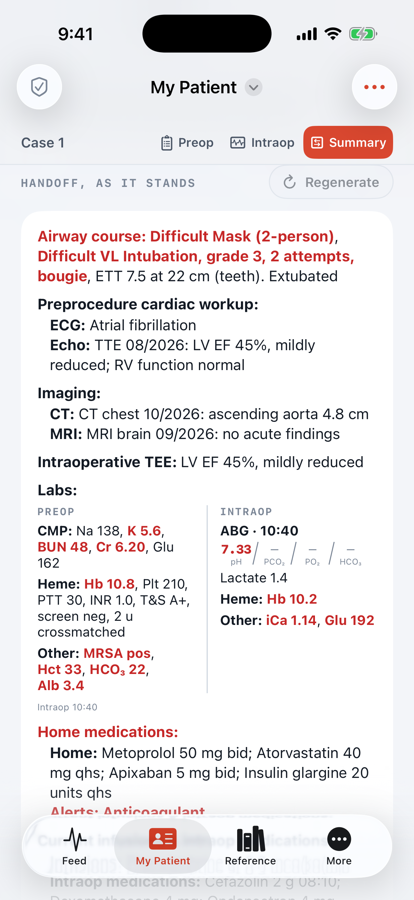 9:41
My Patient
Case 1
Preop
Intraop
Summary
HANDOFF, AS IT STANDS
Regenerate
Airway course: Difficult Mask (2-person),
Difficult VL Intubation, grade 3, 2 attempts,
bougie, ETT 7.5 at 22 cm (teeth). Extubated
Preprocedure cardiac workup:
ECG: Atrial fibrillation
Echo: TTE 08/2026: LV EF 45%, mildly
reduced; RV function normal
Imaging:
CT: CT chest 10/2026: ascending aorta 4.8 cm
MRI: MRI brain 09/2026: no acute findings
Intraoperative TEE: LV EF 45%, mildly reduced
Labs:
PREOP
CMP: Na 138, K 5.6,
BUN 48, Cr 6.20, Glu
162
Heme: Hb 10.8, Plt 210,
PTT 30, INR 1.0, T&S A+,
screen neg, 2 u
crossmatched
Other: MRSA pos,
Hct 33, HCO₃ 22,
Alb 3.4
Intraop 10:40
INTRAOP
ABG · 10:40
7.33/ — / — / —
pH PCO₂ PO₂ HCO₃
Lactate 1.4
Heme: Hb 10.2
Other: iCa 1.14, Glu 192
Home medications:
Home: Metoprolol 50 mg bid; Atorvastatin 40
mg qhs; Apixaban 5 mg bid; Insulin glargine 20
units qhs
Alerts: Anticoagulant
Feed
My Patient
Reference
More
Intraop medications: Cefazolin 2 g 08:10;